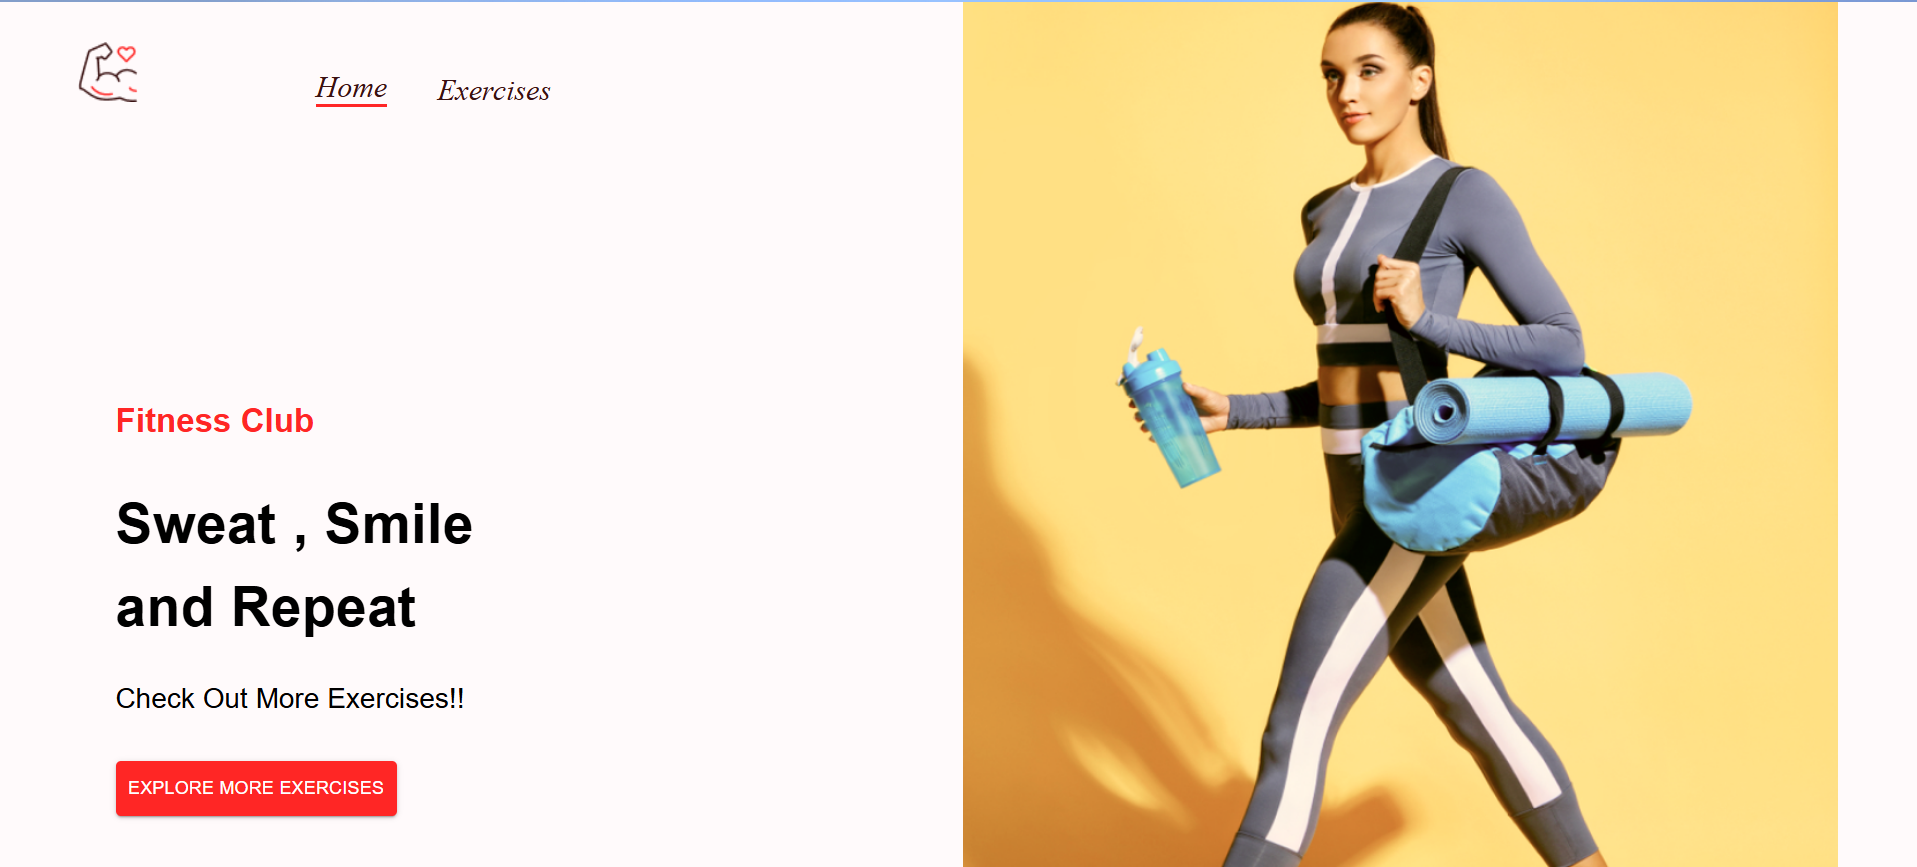 Home Exercises
Fitness Club
Sweat , Smile
and Repeat
Check Out More Exercises!!
EXPLORE MORE EXERCISES